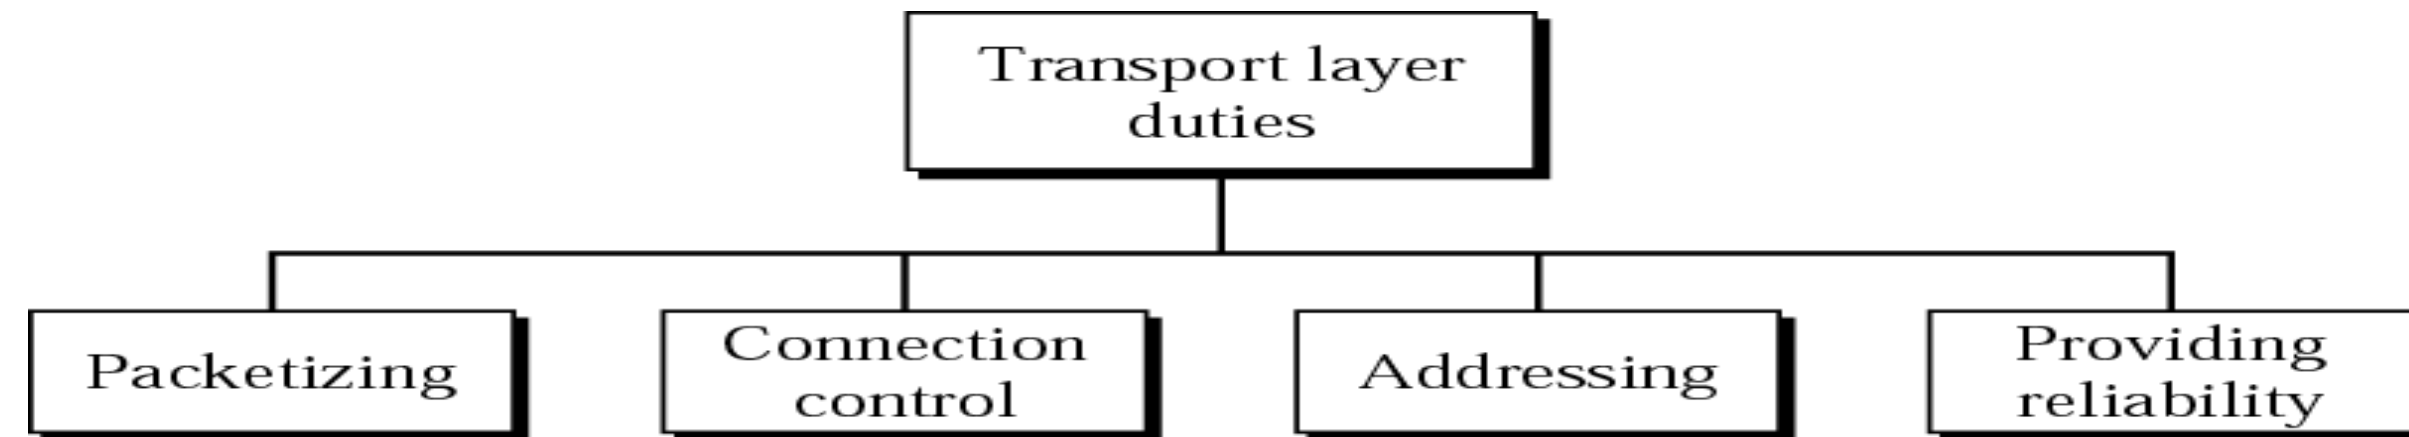 Transport layer
duties
Packetizing
Connection
control
Addressing
Providing
reliability